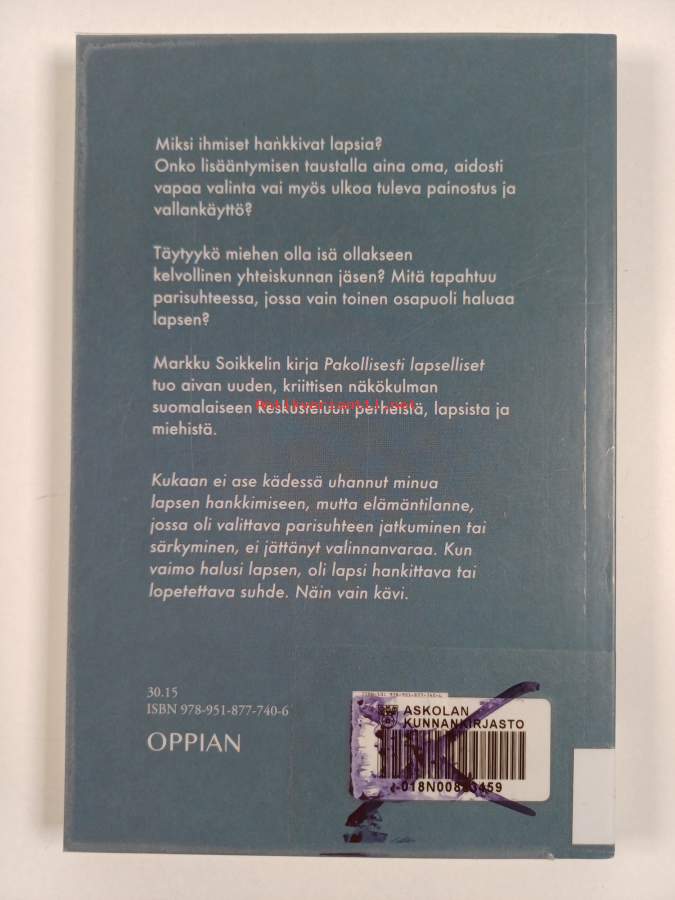 Miksi ihmiset hankkivat lapsia?
Onko lisääntymisen taustalla aina oma, aidosti
vapaa valinta vai myös ulkoa tuleva painostus ja
vallankäyttö?
Täytyykö miehen olla isä ollakseen
kelvollinen yhteiskunnan jäsen? Mitä tapahtuu
parisuhteessa, jossa vain toinen osapuoli haluaa
lapsen?
Markku Soikkelin kirja Pakollisesti lapselliset
tuo aivan uuden, kriittisen näkökulman
suomalaiseen keskusteluun perheistä, lapsista ja
miehistä.
Kukaan ei ase kädessä uhannut minua
lapsen hankkimiseen, mutta elämäntilanne,
jossa oli valittava parisuhteen jatkuminen tai
särkyminen, ei jättänyt valinnanvaraa. Kun
vaimo halusi lapsen, oli lapsi hankittava tai
lopetettava suhde. Näin vain kävi.
30.15
ISBN 978-951-877-740-6
OPPIAN
978-951-877-740-6
ASKOLAN
KUNNANKIRJASTO